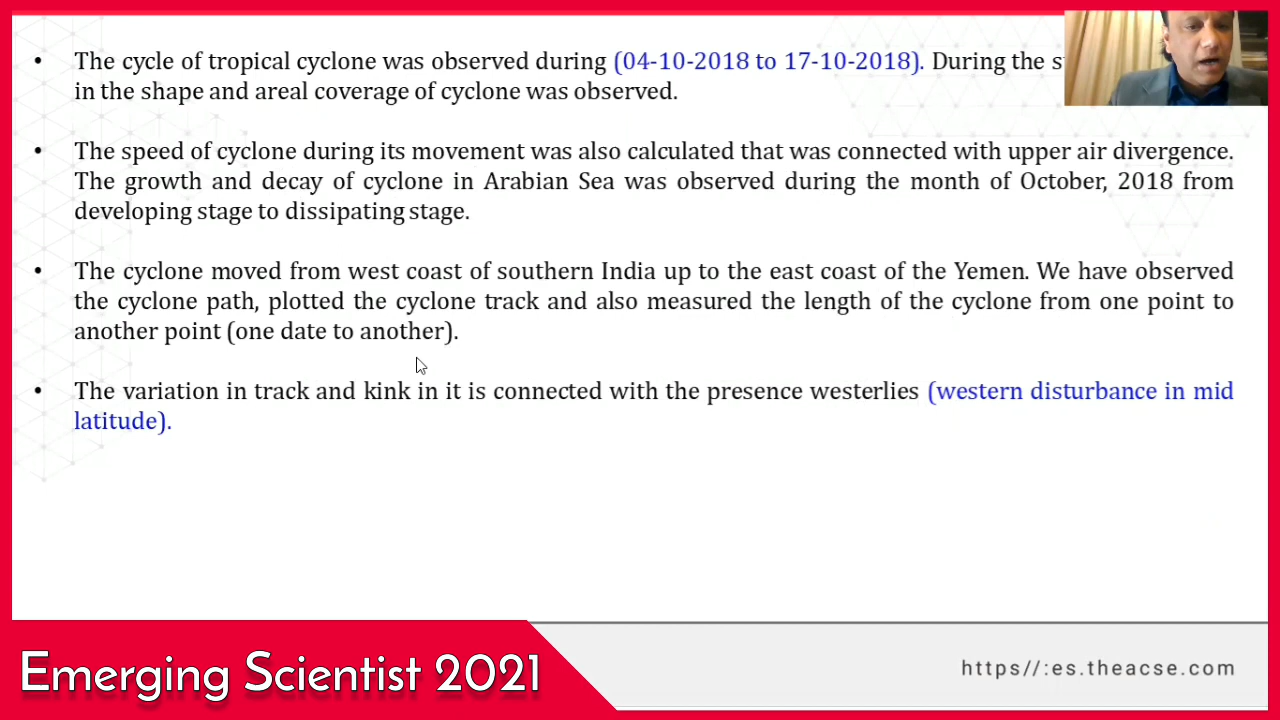 • The cycle of tropical cyclone was observed during (04-10-2018 to 17-10-2018). During the
in the shape and areal coverage of cyclone was observed.
• The speed of cyclone during its movement was also calculated that was connected with upper air divergence.
The growth and decay of cyclone in Arabian Sea was observed during the month of October, 2018 from
developing stage to dissipating stage.
• The cyclone moved from west coast of southern India up to the east coast of the Yemen. We have observed
the cyclone path, plotted the cyclone track and also measured the length of the cyclone from one point to
another point (one date to another).
• The variation in track and kink in it is connected with the presence westerlies (western disturbance in mid
latitude).
Emerging Scientist 2021
https//:es.theacse.com